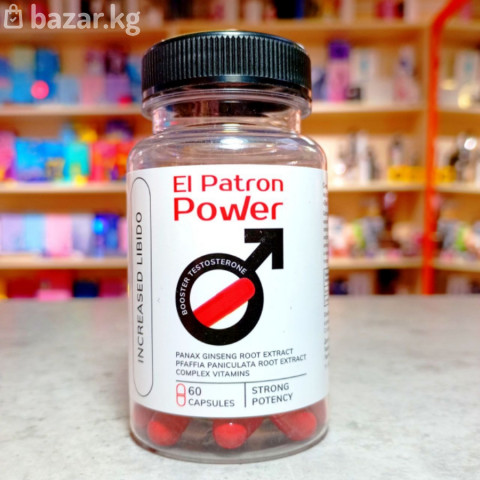 bazar.kg
El Patron
Power
INCREASED LIBIDO
BOOSTER TESTOSTERONE
PANAX GINSENG ROOT EXTRACT
PFAFFIA PANICULATA ROOT EXTRACT
COMPLEX VITAMINS
60
CAPSULES
STRONG
POTENCY